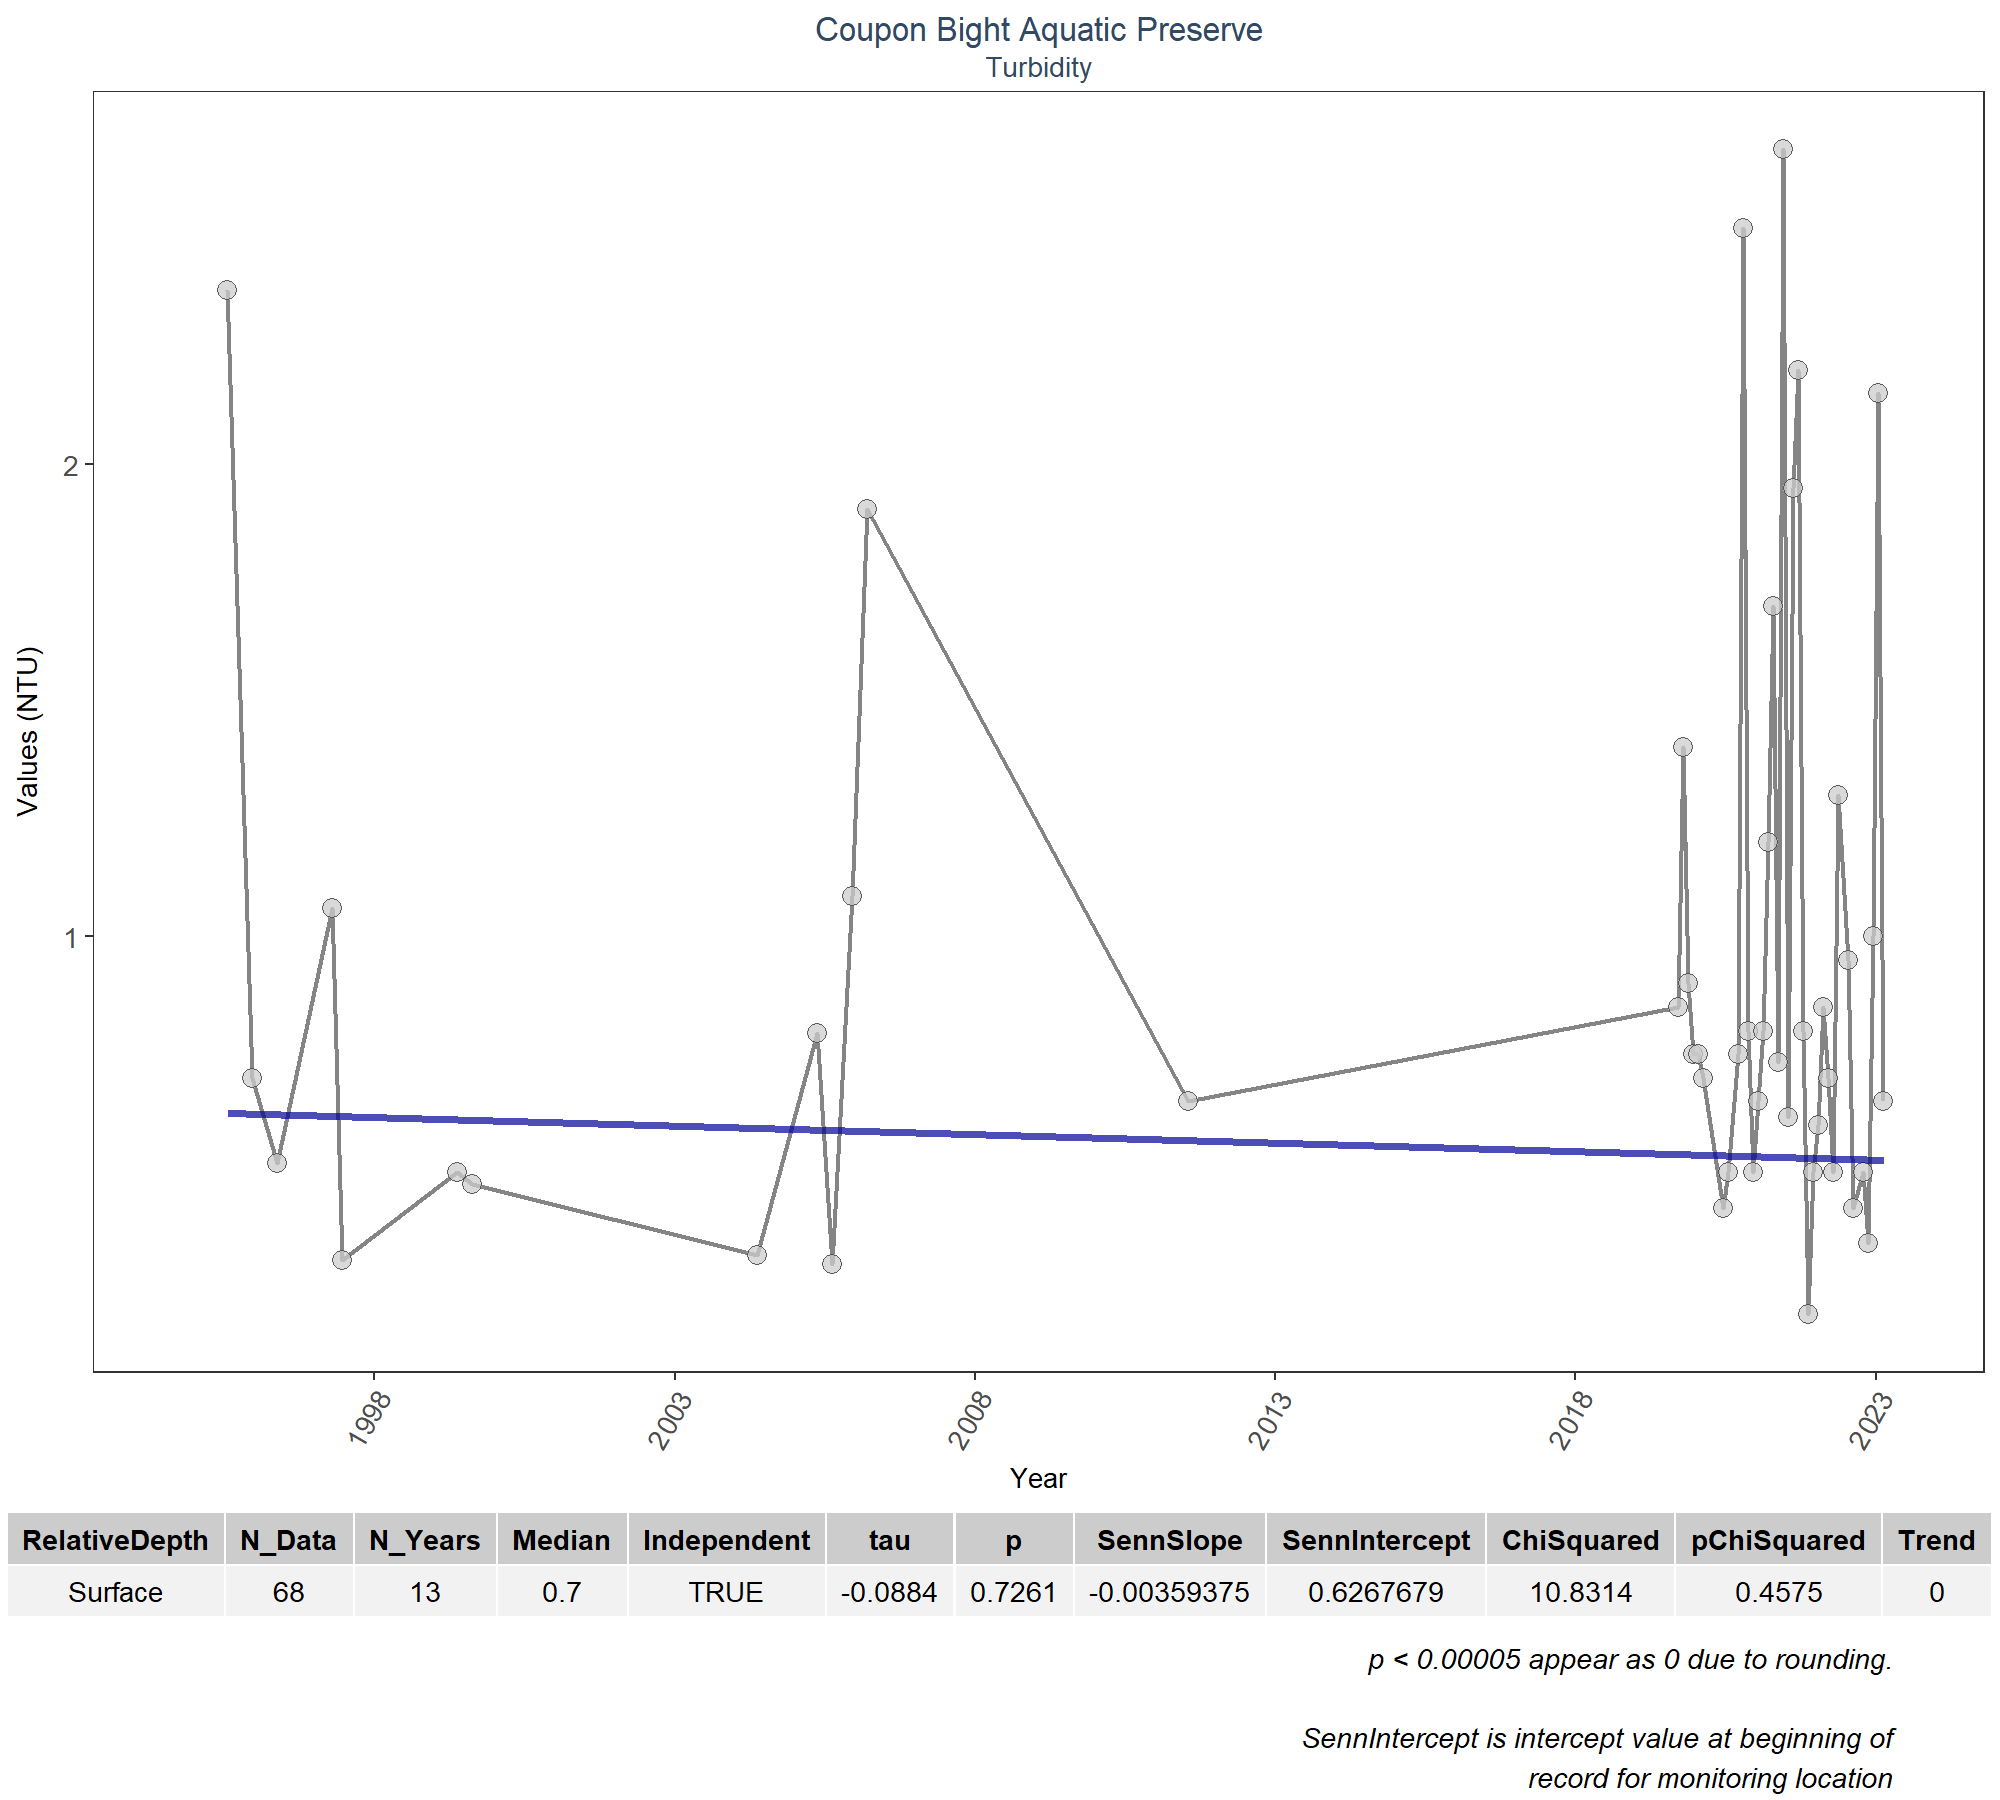 Coupon Bight Aquatic Preserve
Turbidity
Values (NTU)
2
1
1998
2003
2008
2013
2018
2023
Year
RelativeDepth N_Data N_Years Median Independent tau p SennSlope SennIntercept ChiSquared pChiSquared Trend
Surface 68 13 0.7 TRUE -0.0884 0.7261 -0.00359375 0.6267679 10.8314 0.4575 0
p < 0.00005 appear as 0 due to rounding.
SennIntercept is intercept value at beginning of
record for monitoring location